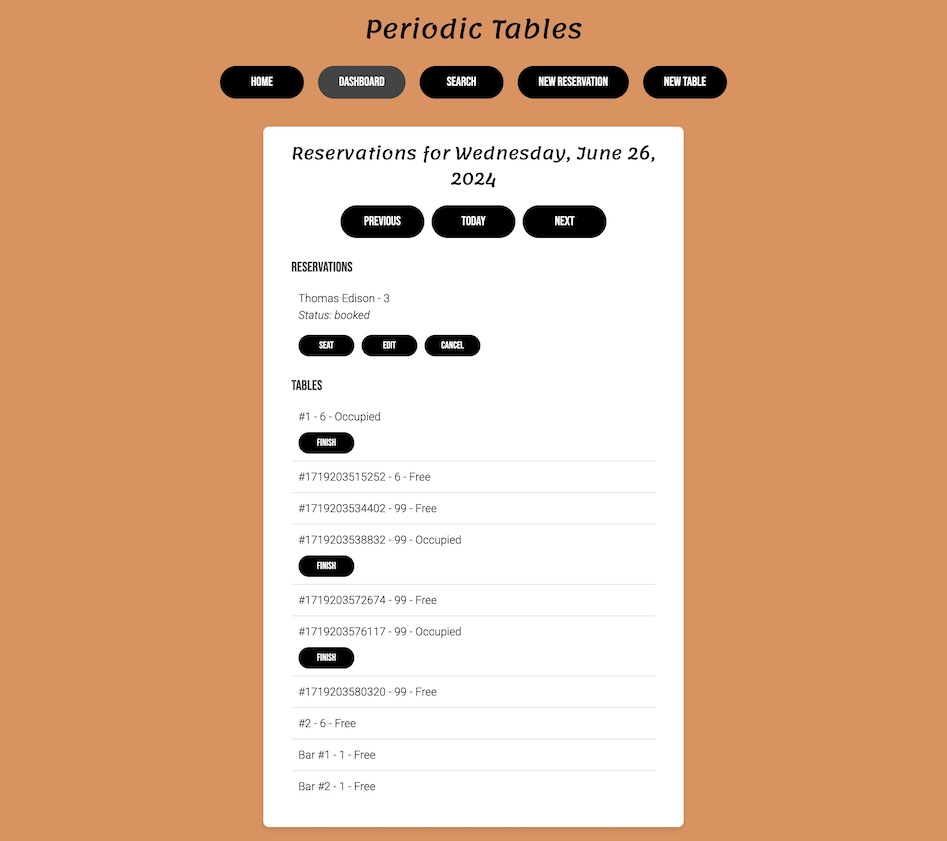 Periodic Tables
HOME DASHBOARD SEARCH NEW RESERVATION NEW TABLE
Reservations for Wednesday, June 26,
2024
PREVIOUS TODAY NEXT
RESERVATIONS
Thomas Edison - 3
Status: booked
SEAT EDIT CANCEL
TABLES
#1 - 6 - Occupied
FINISH
#1719203515252 - 6 - Free
#1719203534402 - 99 - Free
#1719203538832 - 99 - Occupied
FINISH
#1719203572674 - 99 - Free
#1719203576117 - 99 - Occupied
FINISH
#1719203580320 - 99 - Free
#2 - 6 - Free
Bar #1 - 1 - Free
Bar #2 - 1 - Free